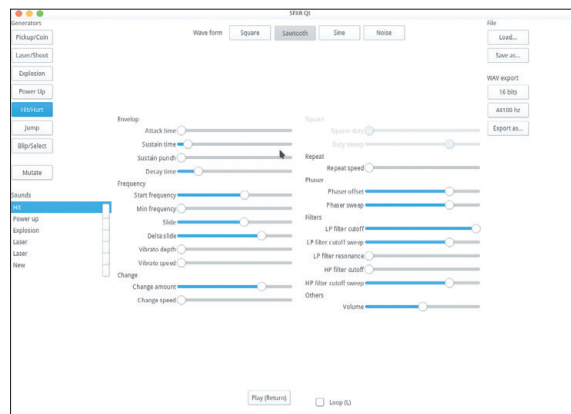 SFXR Qt
Generators
Pickup/Coin
Laser/Shoot
Explosion
Power Up
Hit/Hurt
Jump
Blip/Select
Mutate
Sounds
Hit
Power up
Explosion
Laser
Laser
New
Wave form Square Sawtooth Sine Noise
Envelop
Attack time
Sustain time
Sustain punch
Decay time
Frequency
Start frequency
Min frequency
Slide
Delta slide
Vibrato depth
Vibrato speed
Change
Change amount
Change speed
Square
Square duty
Duty sweep
Repeat
Repeat speed
Phaser
Phaser offset
Phaser sweep
Filters
LP filter cutoff
LP filter cutoff sweep
LP filter resonance
HP filter cutoff
HP filter cutoff sweep
Others
Volume
Play (Return)
Loop (L)
File
Load...
Save as...
WAV export
16 bits
44100 hz
Export as...